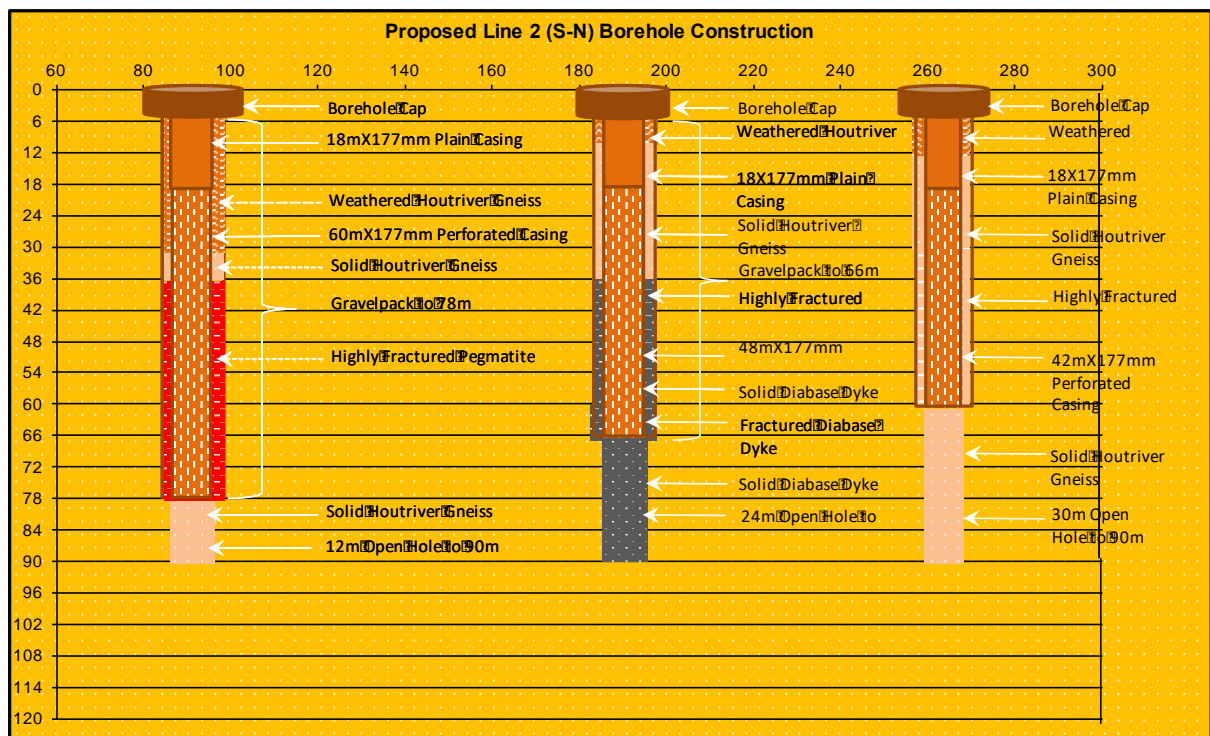 Proposed Line 2 (S-N) Borehole Construction
60 80 100 120 140 160 180 200 220 240 260 280 300
0
6
12
18
24
30
36
42
48
54
60
66
72
78
84
90
96
102
108
114
120
Borehole Cap
18mX177mm Plain Casing
Weathered Houtriver Gneiss
60mX177mm Perforated Casing
Solid Houtriver Gneiss
Gravelpack to 78m
Highly Fractured Pegmatite
Solid Houtriver Gneiss
12m Open Hole to 90m
Borehole Cap
Weathered Houtriver
18X177mm Plain
Casing
Solid Houtriver
Gneiss
Gravelpack to 66m
Highly Fractured
48mX177mm
Solid Diabase Dyke
Fractured Diabase
Dyke
Solid Diabase Dyke
24m Open Hole to
Borehole Cap
Weathered
18X177mm
Plain Casing
Solid Houtriver
Gneiss
Highly Fractured
42mX177mm
Perforated
Casing
Solid Houtriver
Gneiss
30m Open
Hole to 90m